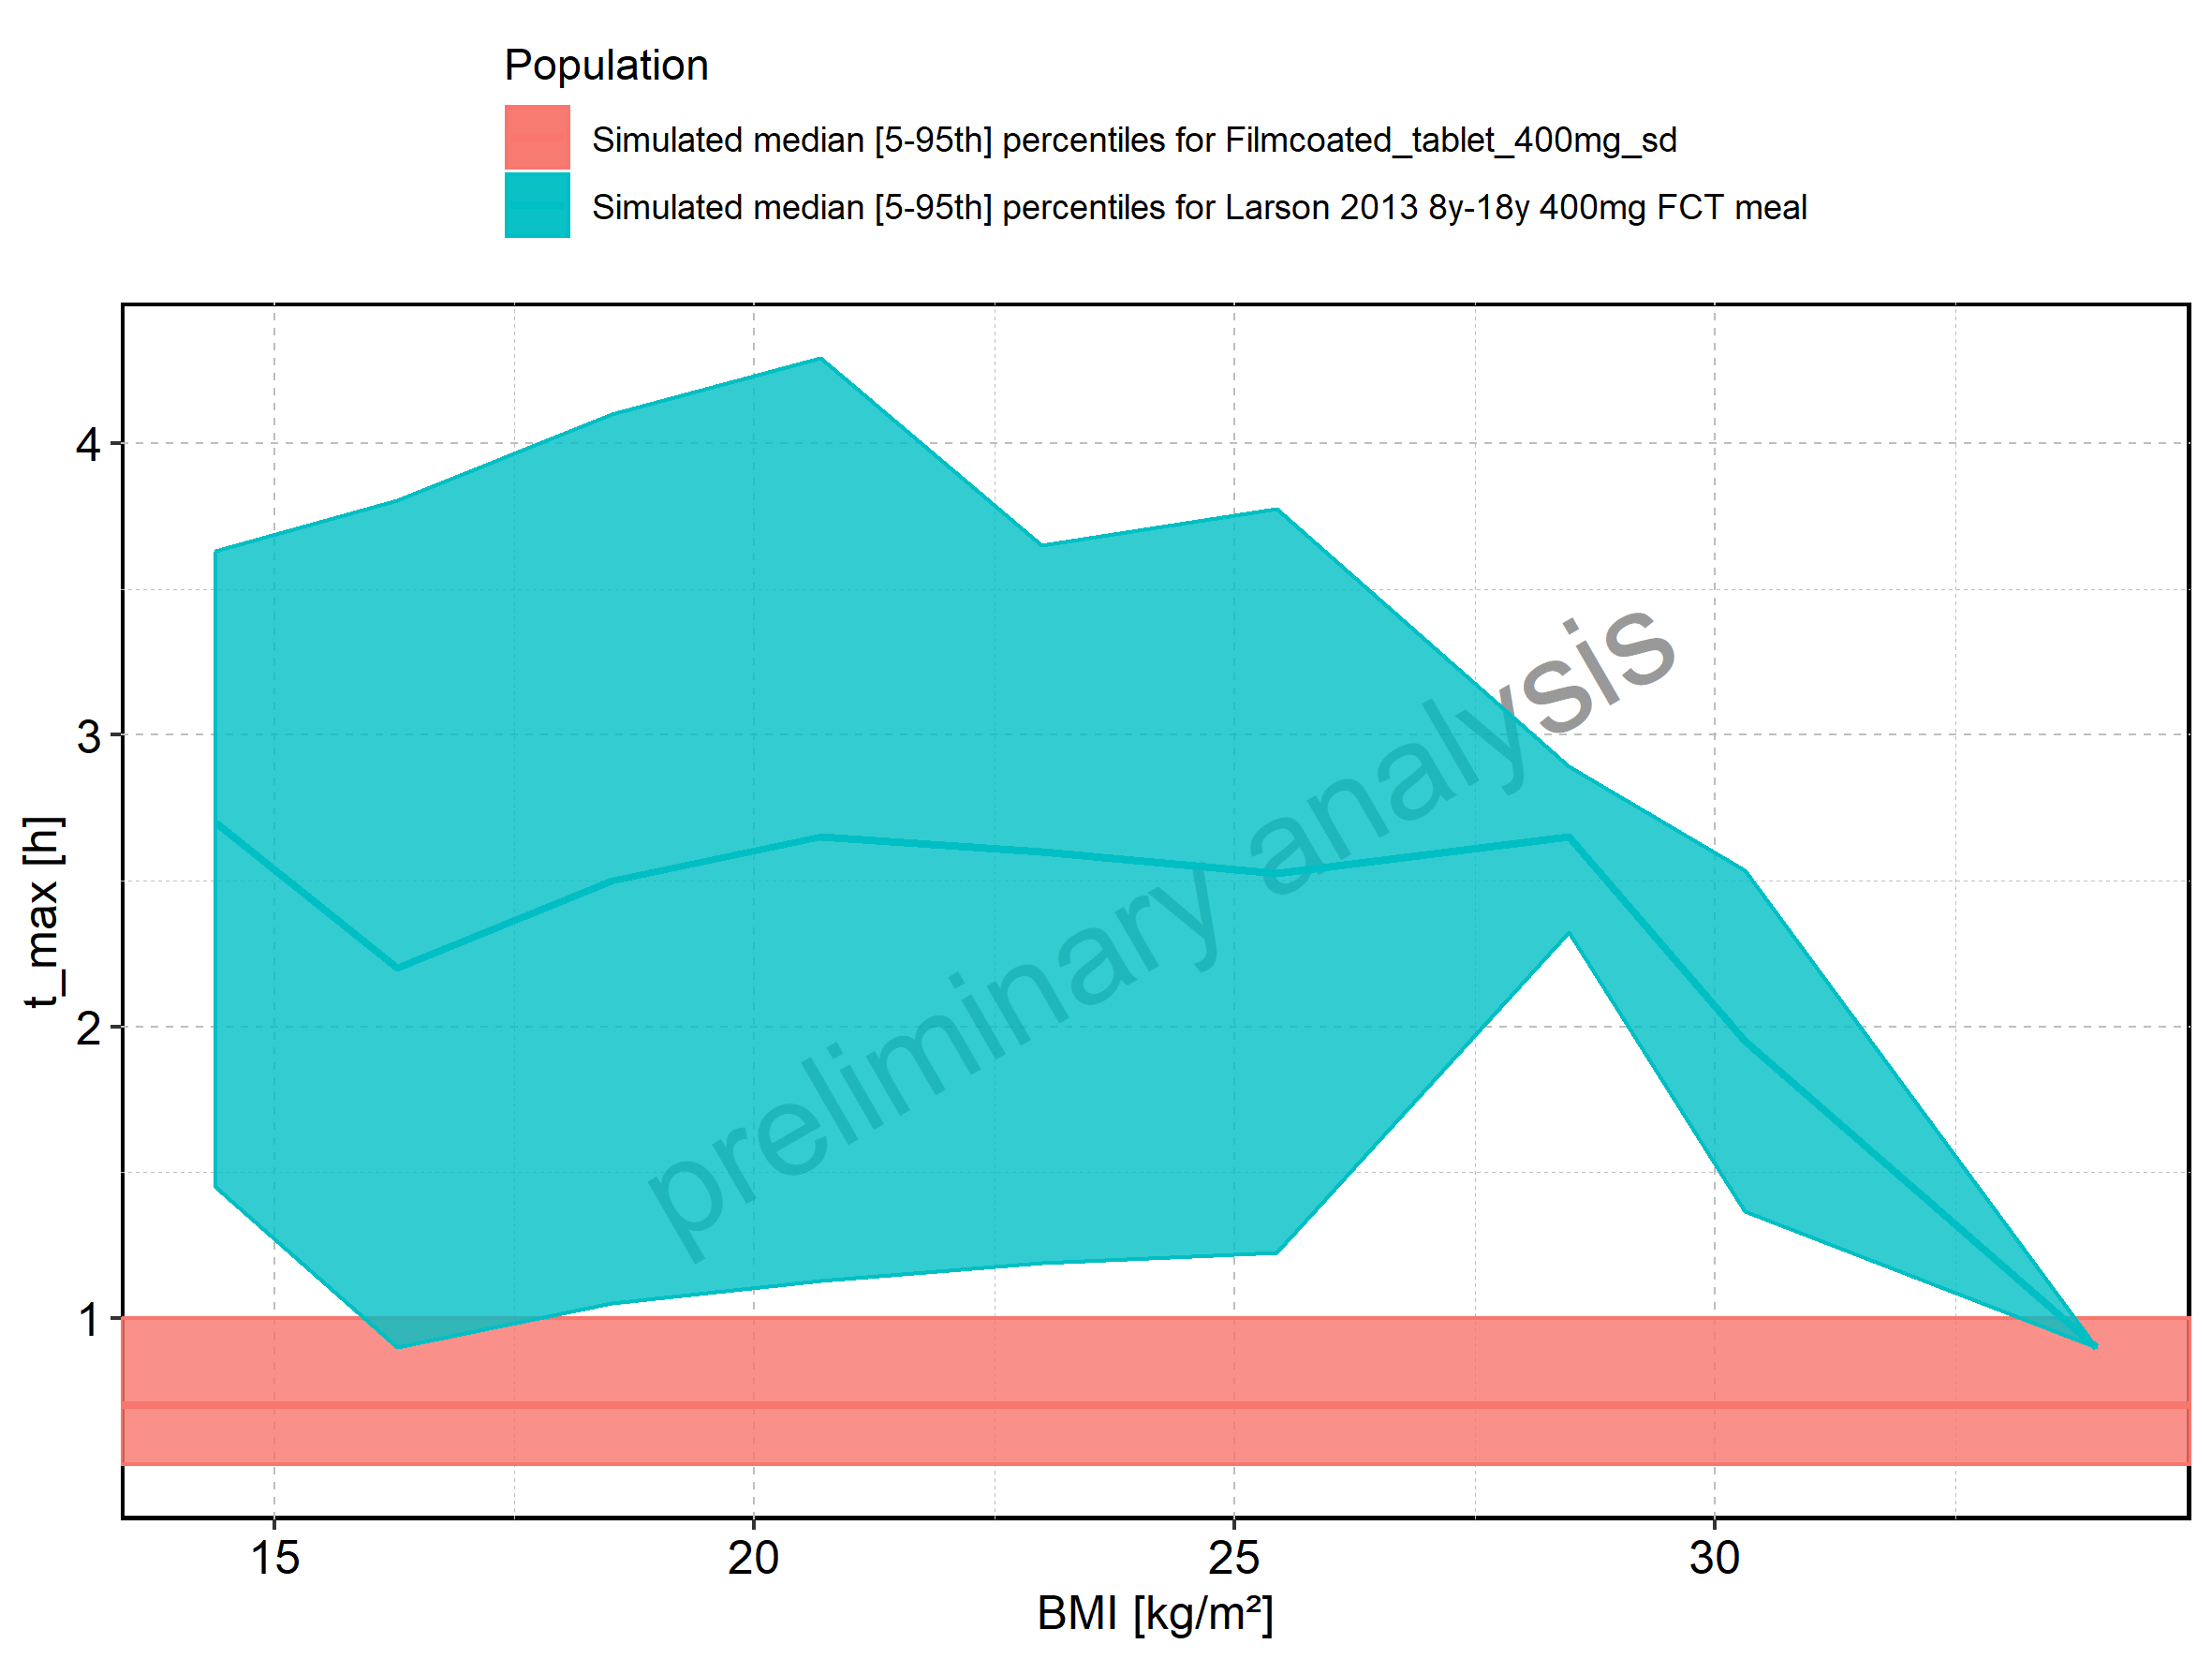 Population
Simulated median [5-95th] percentiles for Filmcoated_tablet_400mg_sd
Simulated median [5-95th] percentiles for Larson 2013 8y-18y 400mg FCT meal
4
3
2
1
t_max [h]
preliminary analysis
15 20 25 30
BMI [kg/m²]